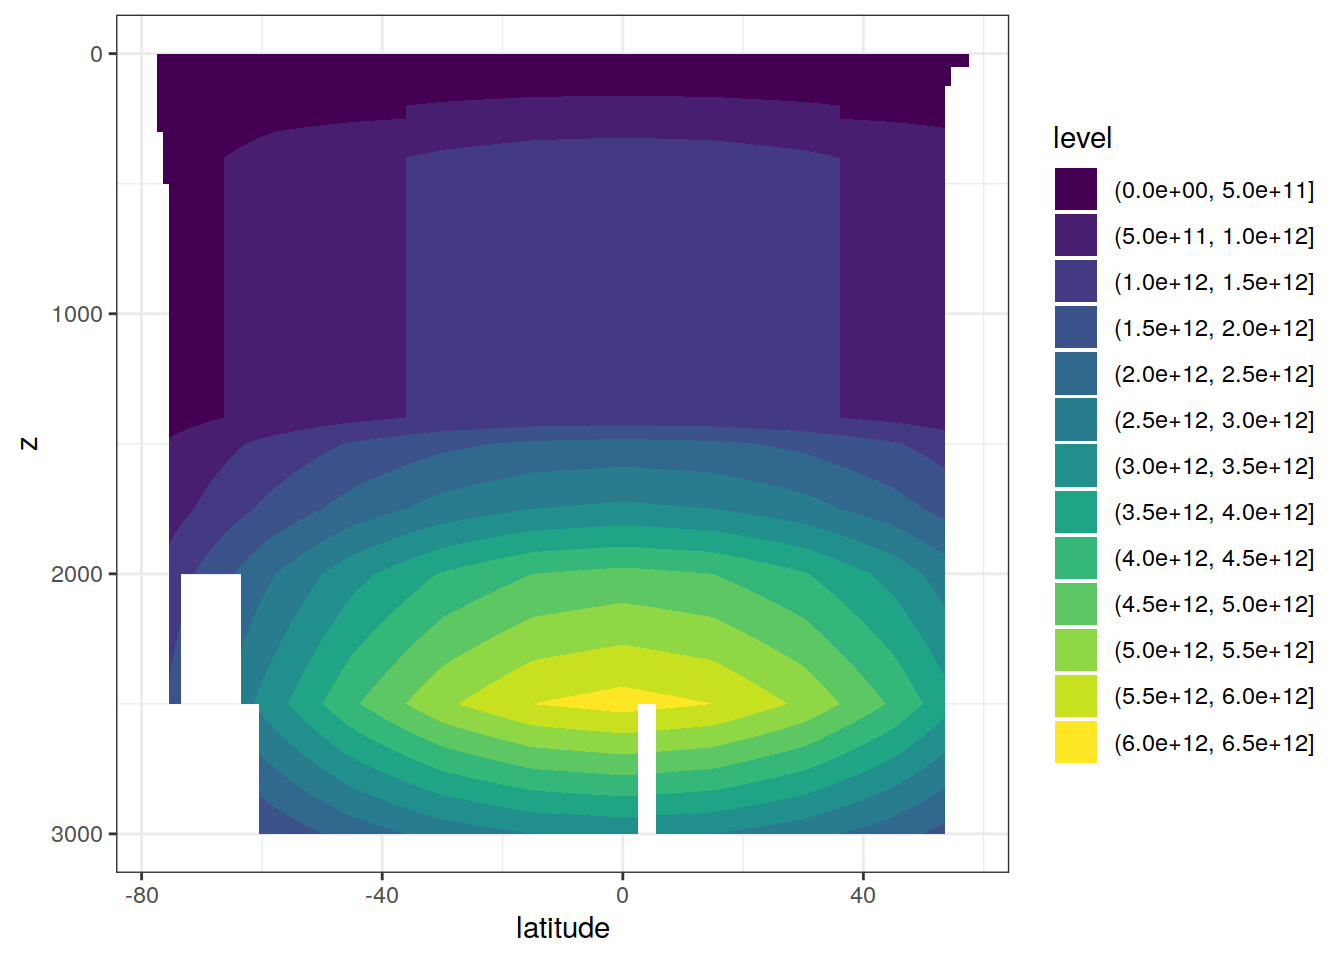 0
1000
2000
3000
z
-80
-40
0
40
latitude
level
(0.0e+00, 5.0e+11]
(5.0e+11, 1.0e+12]
(1.0e+12, 1.5e+12]
(1.5e+12, 2.0e+12]
(2.0e+12, 2.5e+12]
(2.5e+12, 3.0e+12]
(3.0e+12, 3.5e+12]
(3.5e+12, 4.0e+12]
(4.0e+12, 4.5e+12]
(4.5e+12, 5.0e+12]
(5.0e+12, 5.5e+12]
(5.5e+12, 6.0e+12]
(6.0e+12, 6.5e+12]